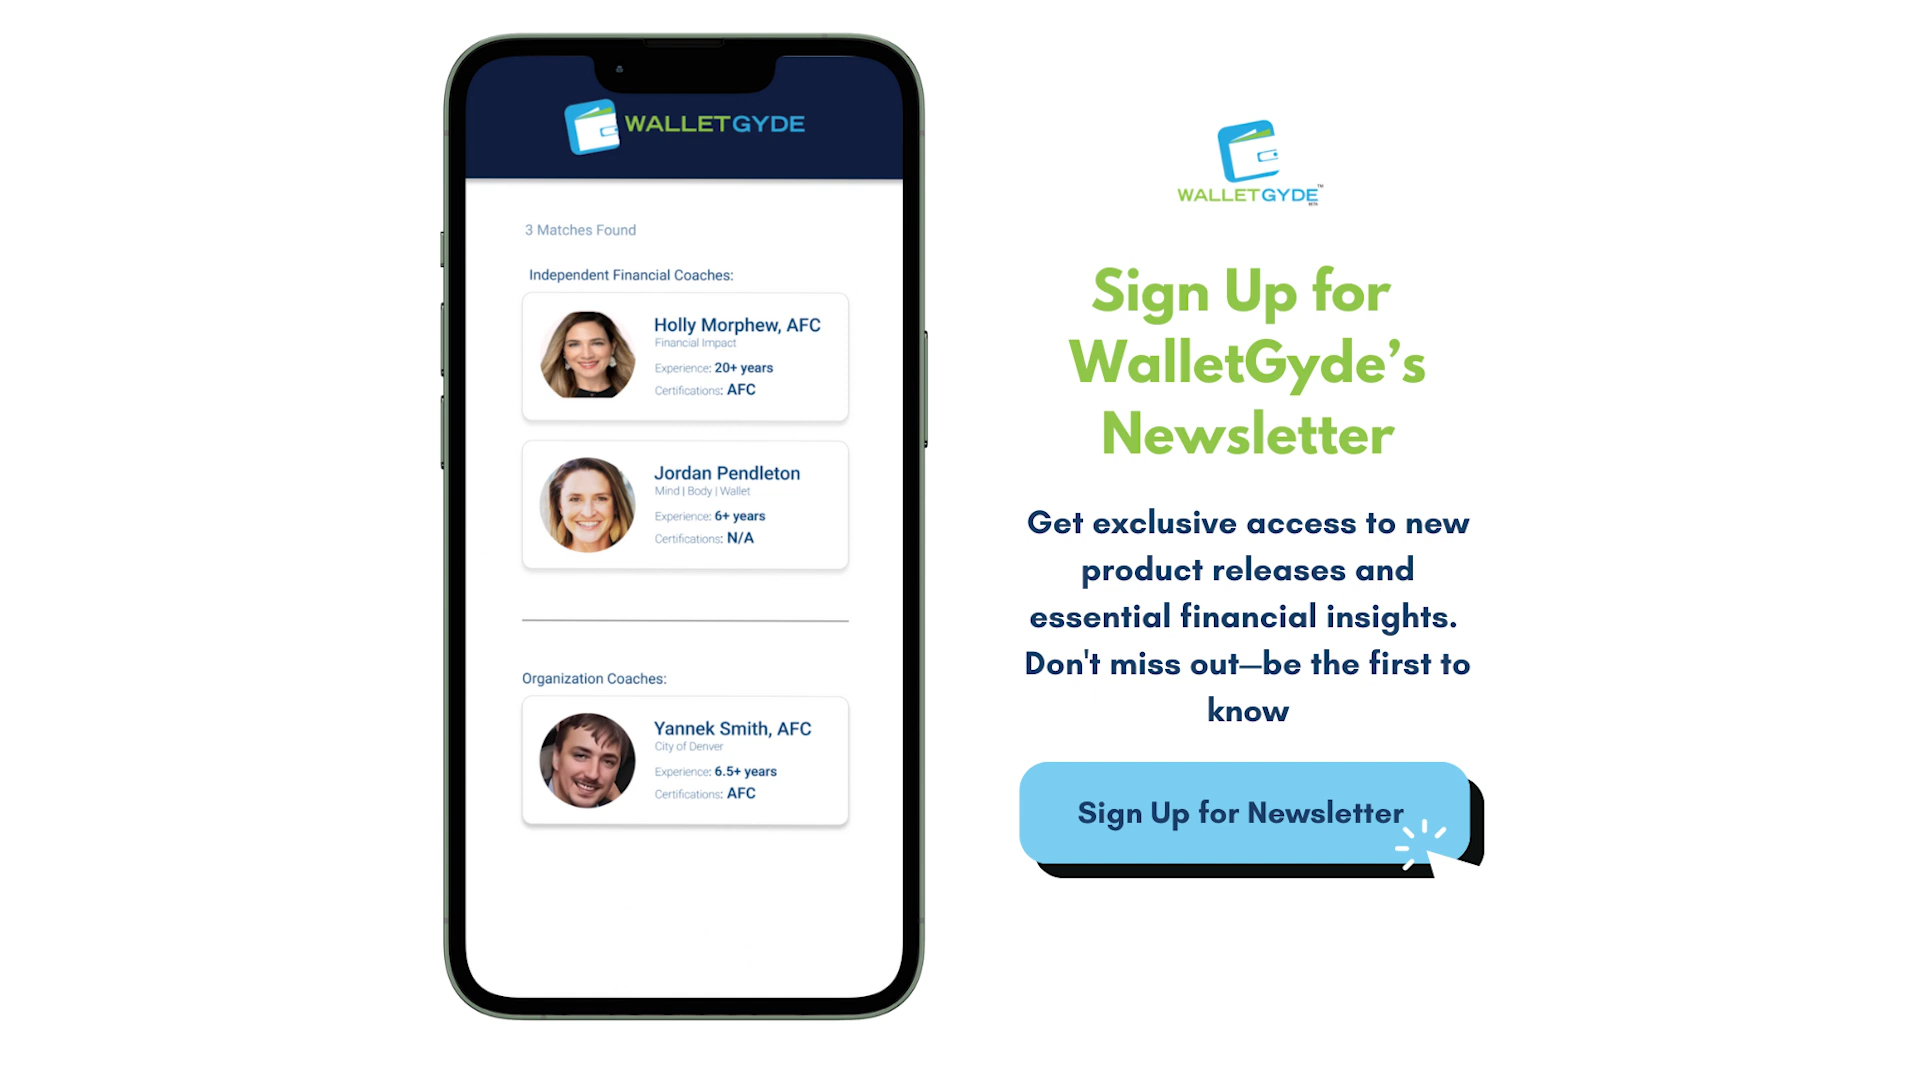 WALLETGYDE
3 Matches Found
Independent Financial Coaches:
Holly Morphew, AFC
Financial Impact
Experience: 20+ years
Certifications: AFC
Jordan Pendleton
Mind | Body | Wallet
Experience: 6+ years
Certifications: N/A
Organization Coaches:
Yannek Smith, AFC
City of Denver
Experience: 6.5+ years
Certifications: AFC
WALLETGYDE™
BETA
Sign Up for
WalletGyde’s
Newsletter
Get exclusive access to new
product releases and
essential financial insights.
Don't miss out—be the first to
know
Sign Up for Newsletter